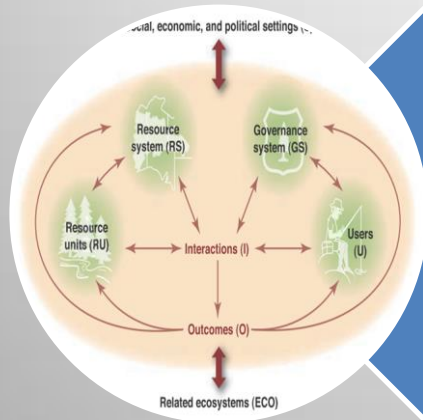 economic, and political settings
Resource
system (RS)
Governance
system (GS)
Resource
units (RU)
Interactions (I)
Users
(U)
Outcomes (O)
Related ecosystems (ECO)